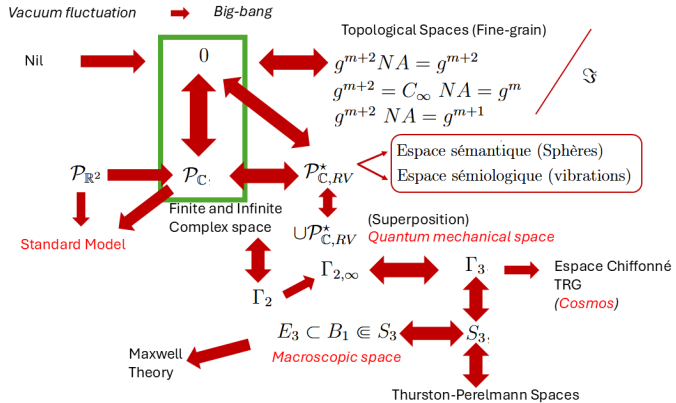 Vacuum fluctuation Big-bang
Topological Spaces (Fine-grain)
Nil 0 g^{m+2}NA = g^{m+2}
g^{m+2} = C_∞ NA = g^m ℑ
g^{m+2} NA = g^{m+1}
Espace sémantique (Sphères)
𝒫_{ℝ²} 𝒫_ℂ. 𝒫^⋆_{ℂ,RV}
Espace sémiologique (vibrations)
Finite and Infinite
Complex space
(Superposition)
Standard Model ∪𝒫^⋆_{ℂ,RV} Quantum mechanical space
Γ_{2,∞} Γ_3 Espace Chiffonné
TRG
Γ_2 (Cosmos)
E_3 ⊂ B_1 ⋐ S_3 S_3,
Macroscopic space
Maxwell
Theory
Thurston-Perelmann Spaces